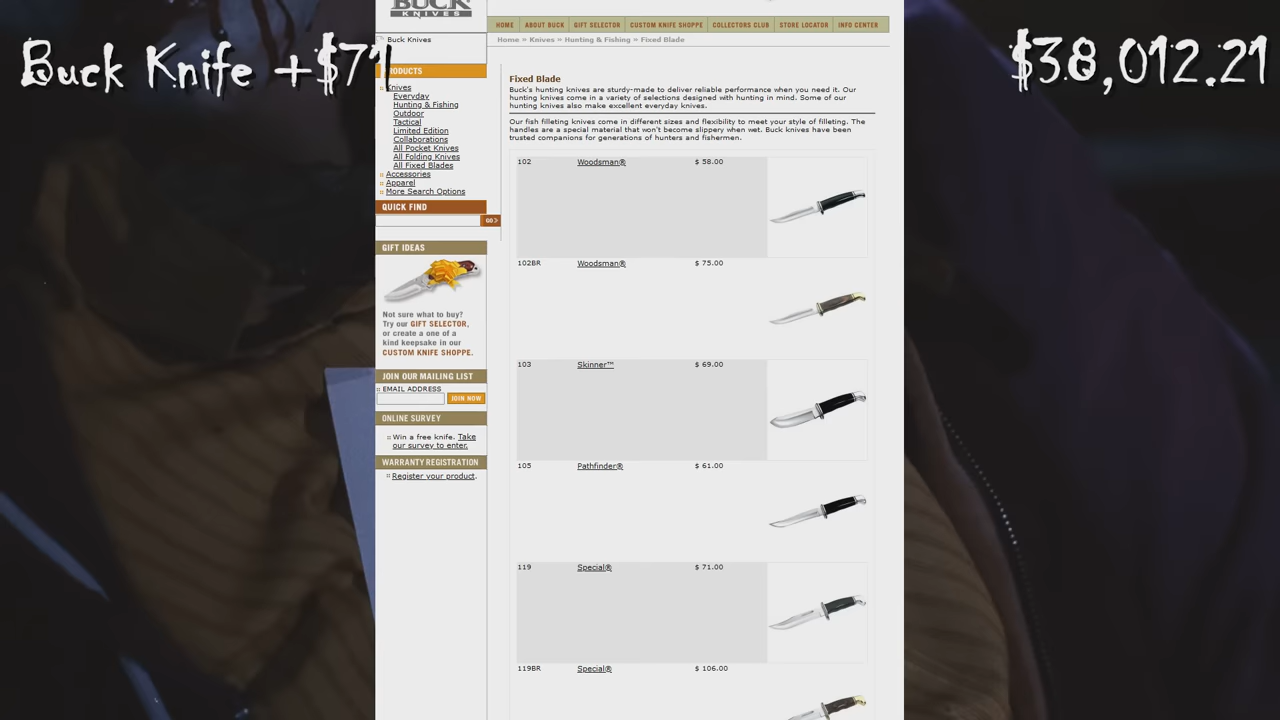 Buck Knife +$71
$38,012.21
BUCK
KNIVES
HOME
ABOUT BUCK
GIFT SELECTOR
CUSTOM KNIFE SHOPPE
COLLECTORS CLUB
STORE LOCATOR
INFO CENTER
Buck Knives
Home » Knives » Hunting & Fishing » Fixed Blade
PRODUCTS
Knives
Everyday
Hunting & Fishing
Outdoor
Tactical
Limited Edition
Collaborations
All Pocket Knives
All Folding Knives
All Fixed Blades
Accessories
Apparel
More Search Options
QUICK FIND
GO >
GIFT IDEAS
Not sure what to buy?
Try our GIFT SELECTOR,
or create a one of a
kind keepsake in our
CUSTOM KNIFE SHOPPE.
JOIN OUR MAILING LIST
EMAIL ADDRESS
JOIN NOW
ONLINE SURVEY
Win a free knife. Take
our survey to enter.
WARRANTY REGISTRATION
Register your product.
Fixed Blade
Buck's hunting knives are sturdy-made to deliver reliable performance when you need it. Our
hunting knives come in a variety of selections designed with hunting in mind. Some of our
hunting knives also make excellent everyday knives.
Our fish filleting knives come in different sizes and flexibility to meet your style of filleting. The
handles are a special material that won't become slippery when wet. Buck knives have been
trusted companions for generations of hunters and fishermen.
102 Woodsman® $ 58.00
102BR Woodsman® $ 75.00
103 Skinner™ $ 69.00
105 Pathfinder® $ 61.00
119 Special® $ 71.00
119BR Special® $ 106.00